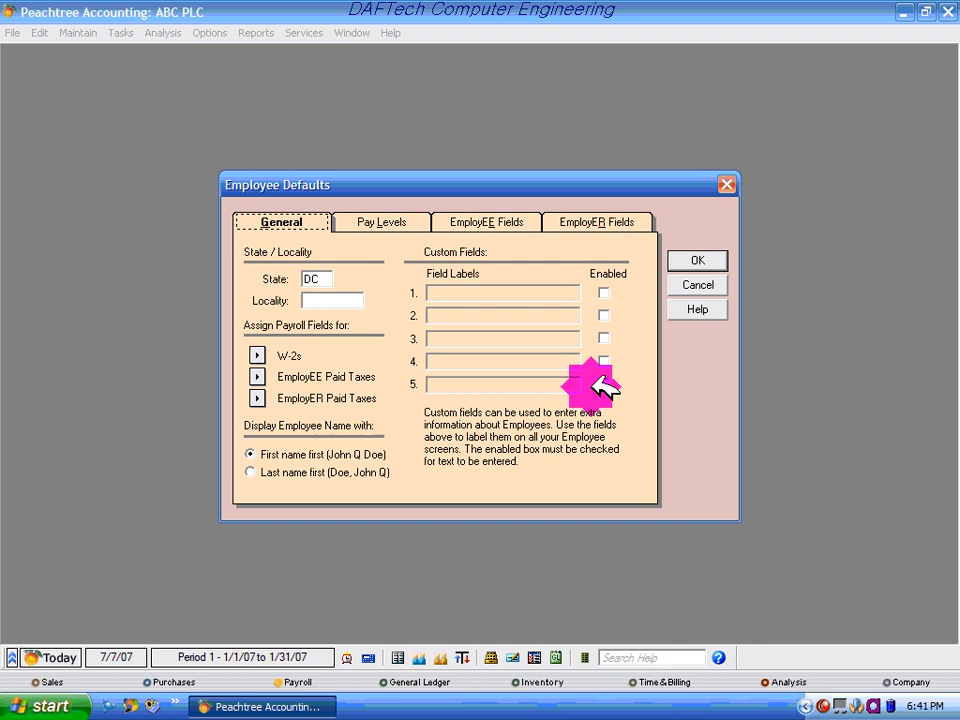 Peachtree Accounting: ABC PLC
DAFTech Computer Engineering
File Edit Maintain Tasks Analysis Options Reports Services Window Help
Employee Defaults
General Pay Levels EmployEE Fields EmployER Fields
State / Locality
State: DC
Locality:
Assign Payroll Fields for:
W-2s
EmployEE Paid Taxes
EmployER Paid Taxes
Display Employee Name with:
First name first (John Q Doe)
Last name first (Doe, John Q)
Custom Fields:
Field Labels Enabled
1.
2.
3.
4.
5.
Custom fields can be used to enter extra
information about Employees. Use the fields
above to label them on all your Employee
screens. The enabled box must be checked
for text to be entered.
OK
Cancel
Help
Today 7/7/07 Period 1 - 1/1/07 to 1/31/07 Search Help
Sales Purchases Payroll General Ledger Inventory Time & Billing Analysis Company
start Peachtree Accountin... 6:41 PM